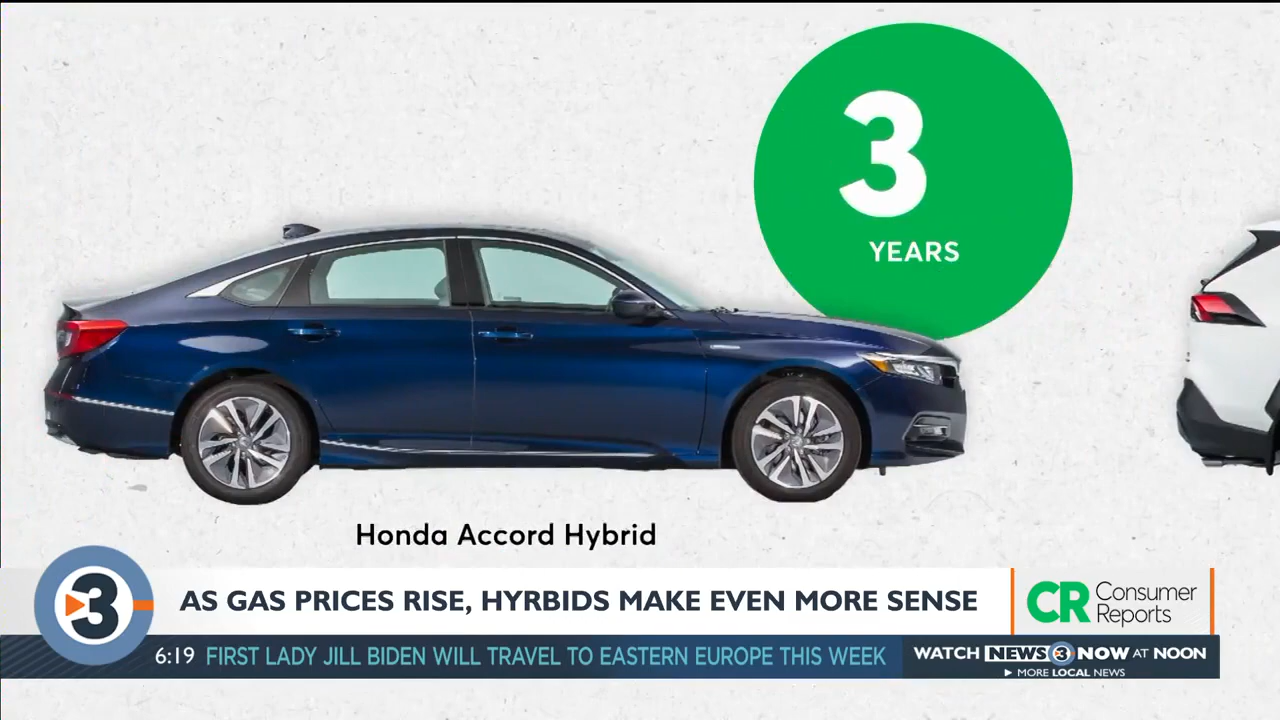 3
YEARS
Honda Accord Hybrid
3
AS GAS PRICES RISE, HYRBIDS MAKE EVEN MORE SENSE
CR Consumer
Reports
6:19 FIRST LADY JILL BIDEN WILL TRAVEL TO EASTERN EUROPE THIS WEEK
WATCH NEWS 3 NOW AT NOON
MORE LOCAL NEWS